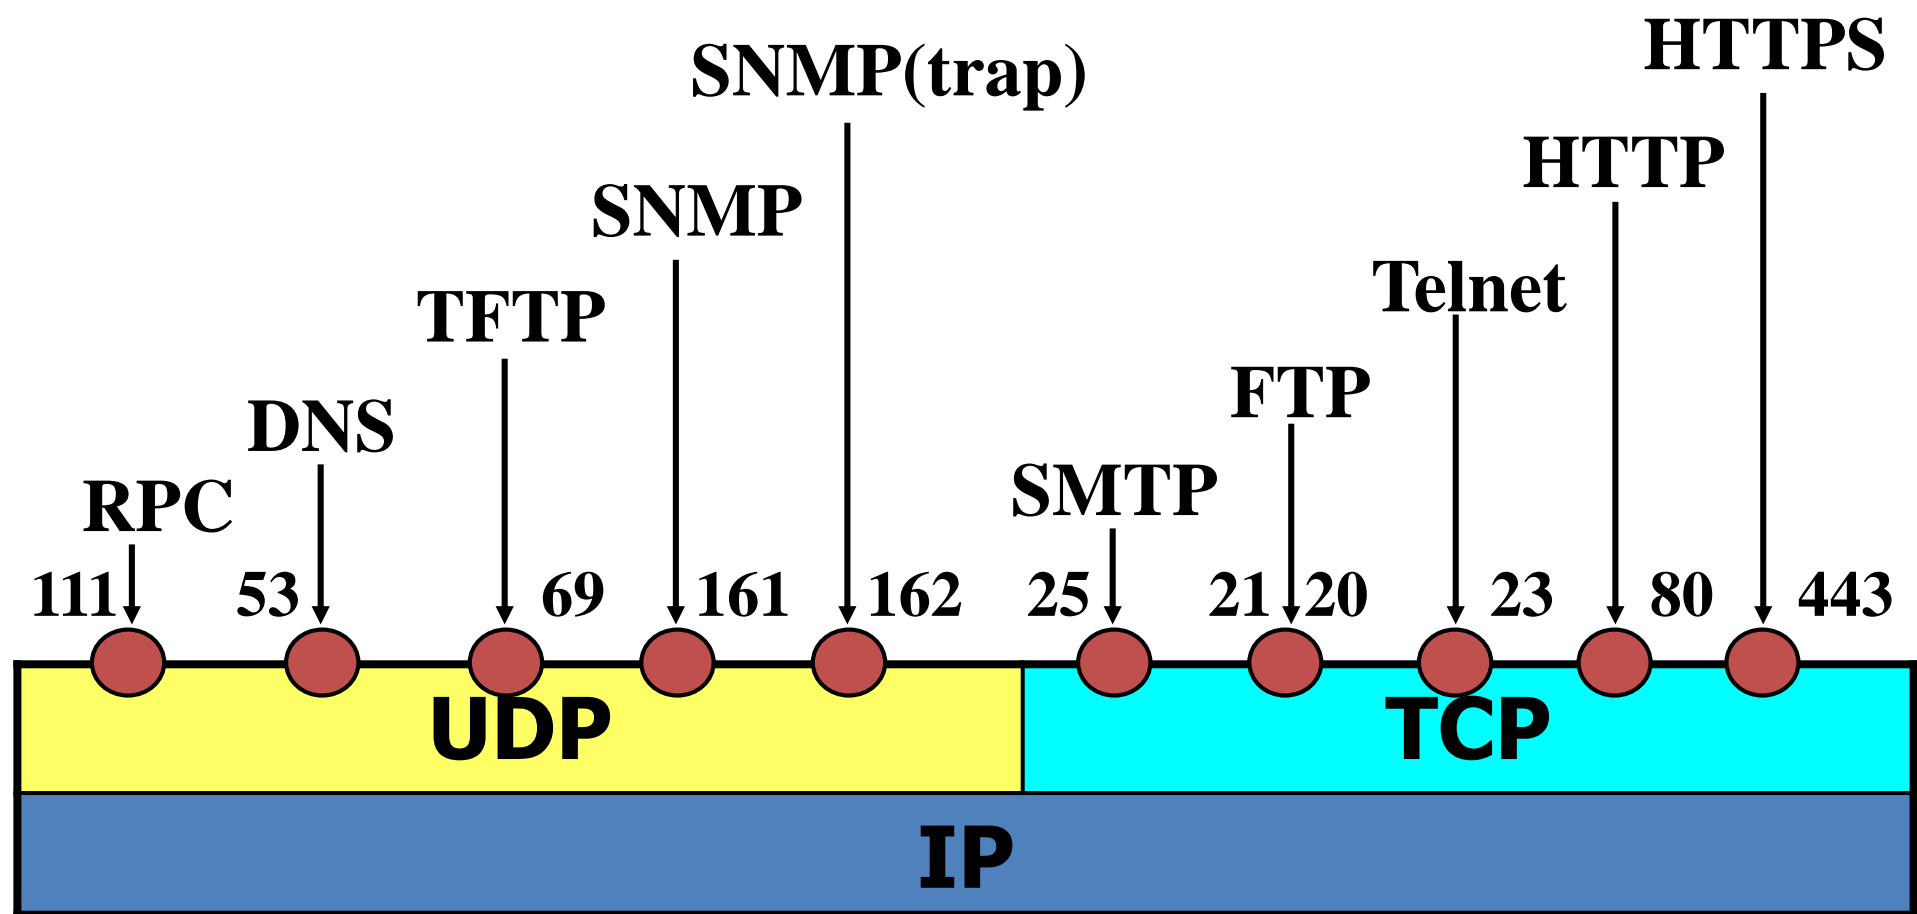 HTTPS
SNMP(trap)
HTTP
SNMP
Telnet
TFTP
FTP
DNS
SMTP
RPC
111 53 69 161 162 25 21 20 23 80 443
UDP TCP
IP